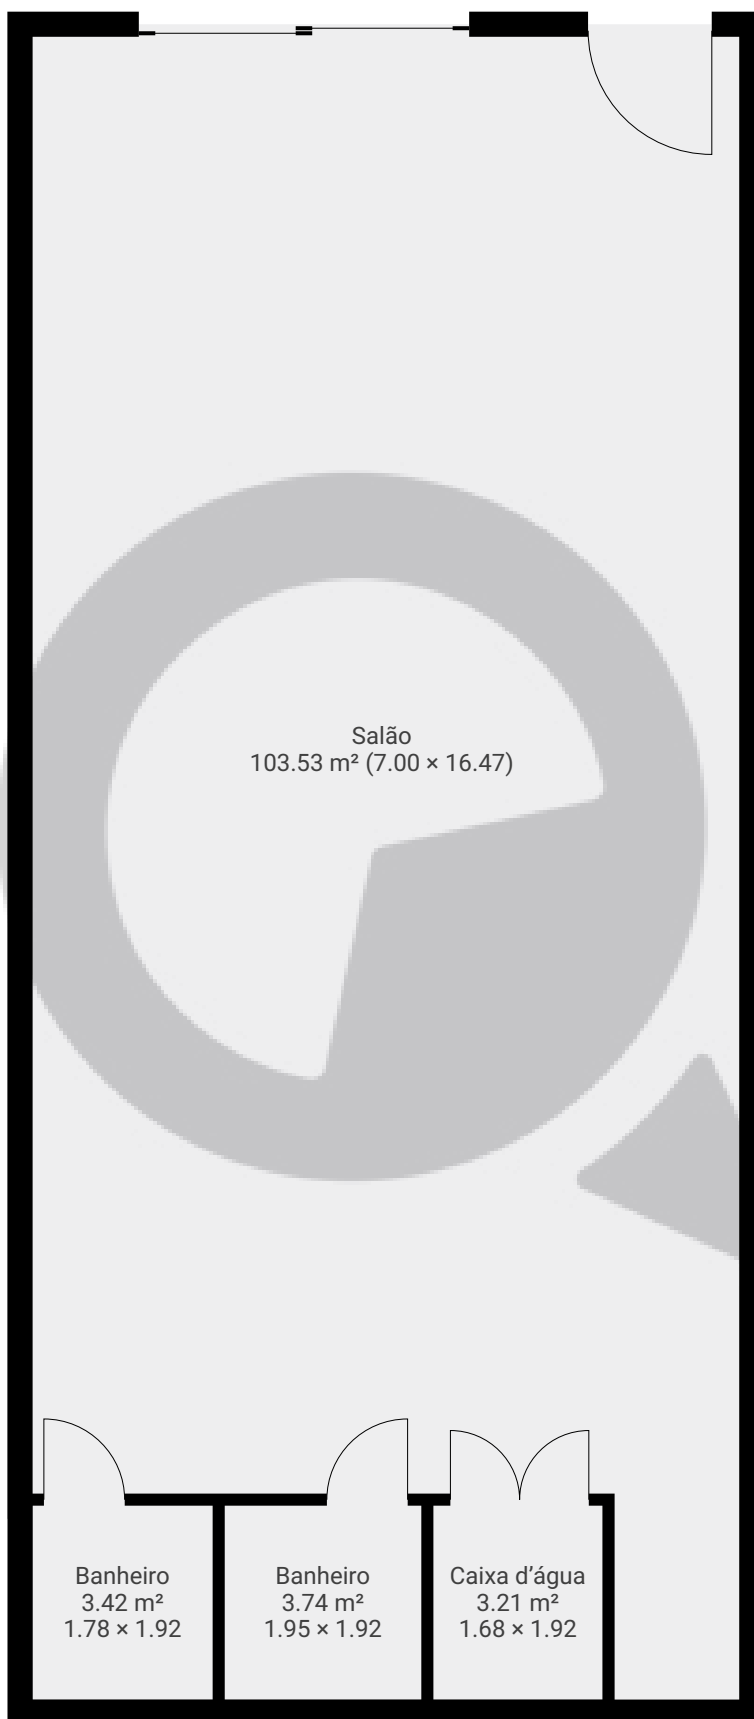 Salão
103.53 m² (7.00 × 16.47)
Banheiro
3.42 m²
1.78 × 1.92
Banheiro
3.74 m²
1.95 × 1.92
Caixa d’água
3.21 m²
1.68 × 1.92